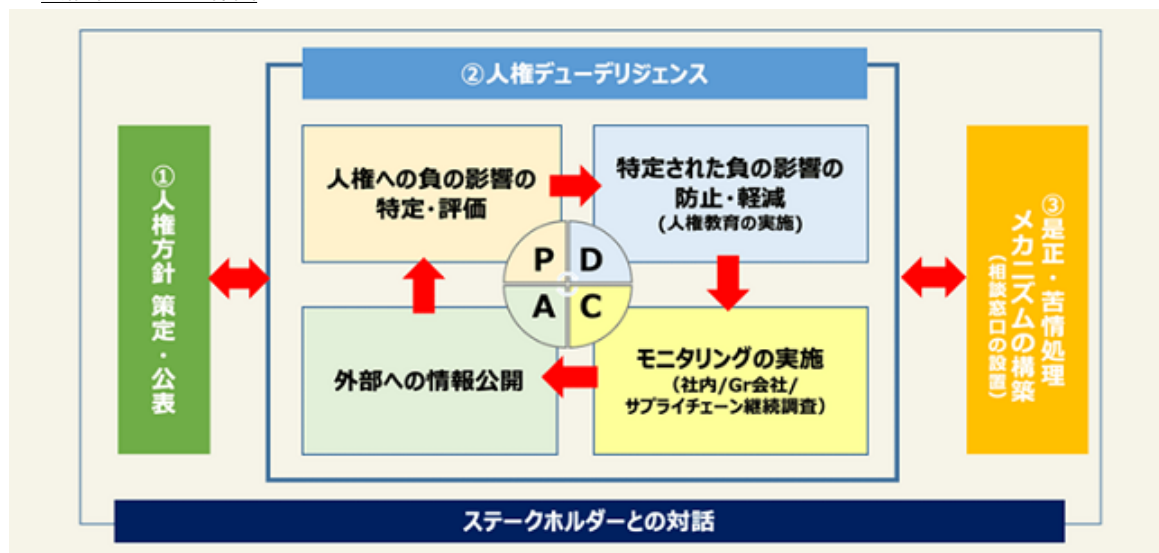 ②人権デューデリジェンス
①人権方針 策定・公表
人権への負の影響の
特定・評価
特定された負の影響の
防止・軽減
(人権教育の実施)
P
D
A
C
外部への情報公開
モニタリングの実施
(社内/Gr会社/
サプライチェーン継続調査)
③是正・苦情処理
メカニズムの構築
(相談窓口の設置)
ステークホルダーとの対話